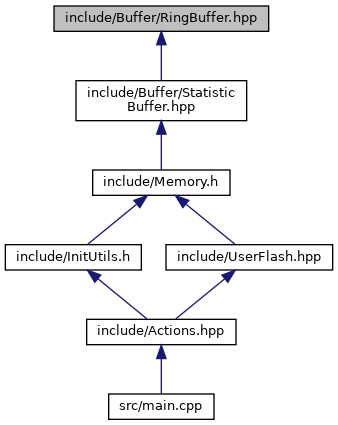 include/Buffer/RingBuffer.hpp
include/Buffer/Statistic
Buffer.hpp
include/Memory.h
include/InitUtils.h
include/UserFlash.hpp
include/Actions.hpp
src/main.cpp